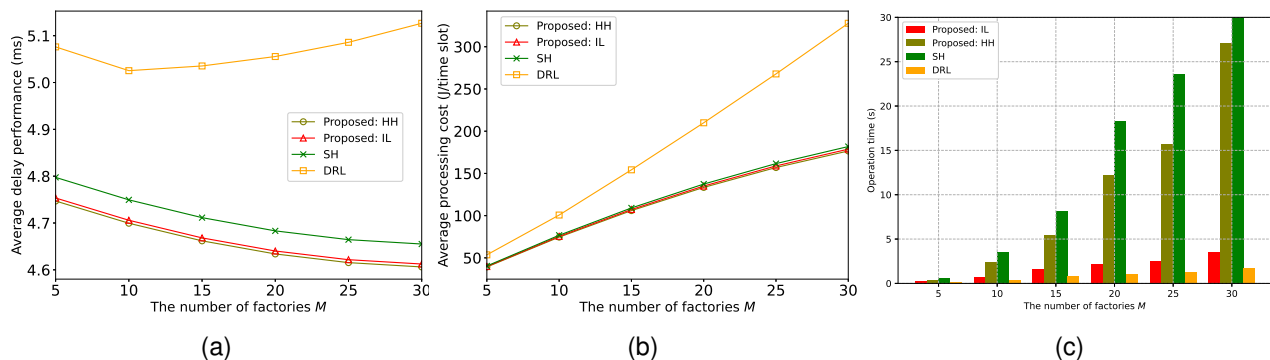 Average delay performance (ms)
5.1
5.0
4.9
4.8
4.7
4.6
Proposed: HH
Proposed: IL
SH
DRL
5 10 15 20 25 30
The number of factories M
(a)
Average processing cost (J/time slot)
300
250
200
150
100
50
Proposed: HH
Proposed: IL
SH
DRL
5 10 15 20 25 30
The number of factories M
(b)
Operation time (s)
30
25
20
15
10
5
0
Proposed: IL
Proposed: HH
SH
DRL
5 10 15 20 25 30
The number of factories M
(c)